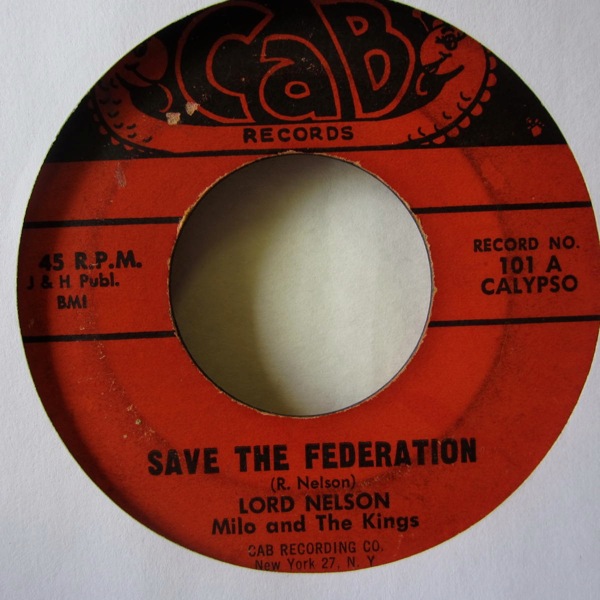 CaB
RECORDS
45 R.P.M.
J & H Publ.
BMI
RECORD NO.
101 A
CALYPSO
SAVE THE FEDERATION
(R. Nelson)
LORD NELSON
Milo and The Kings
CAB RECORDING CO.
New York 27, N. Y